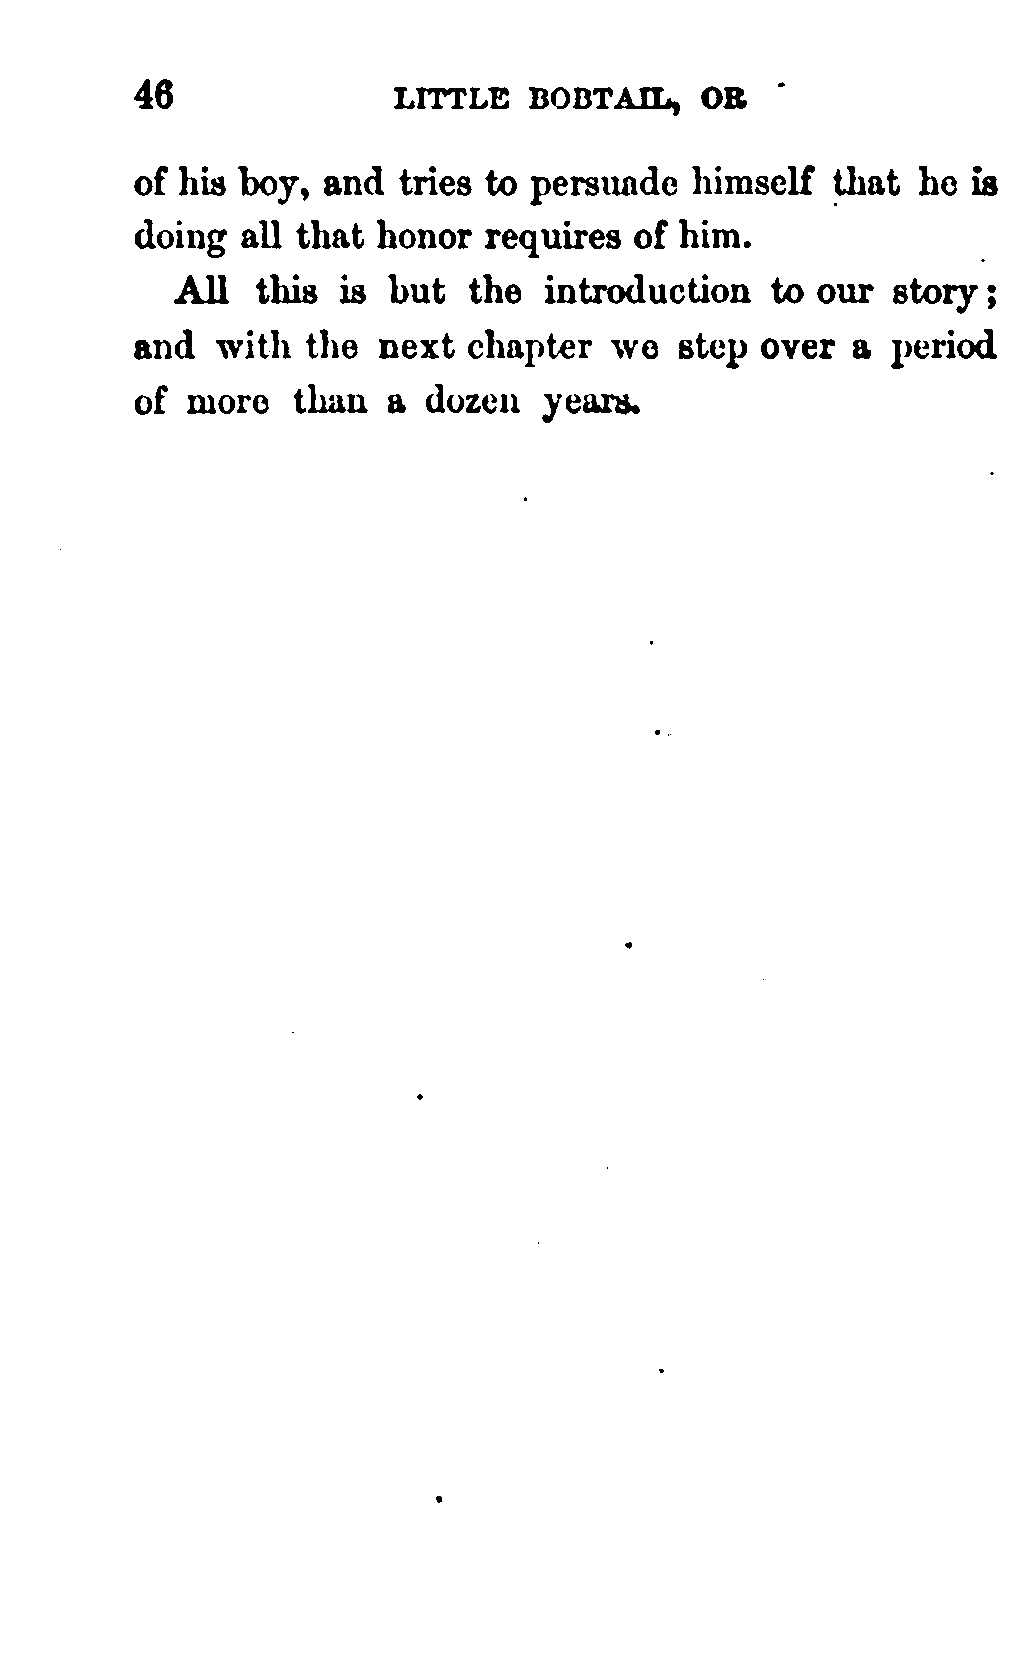 46 LITTLE BOBTAIL, OR
of his boy, and tries to persuade himself that he is
doing all that honor requires of him.
All this is but the introduction to our story;
and with the next chapter we step over a period
of more than a dozen years.